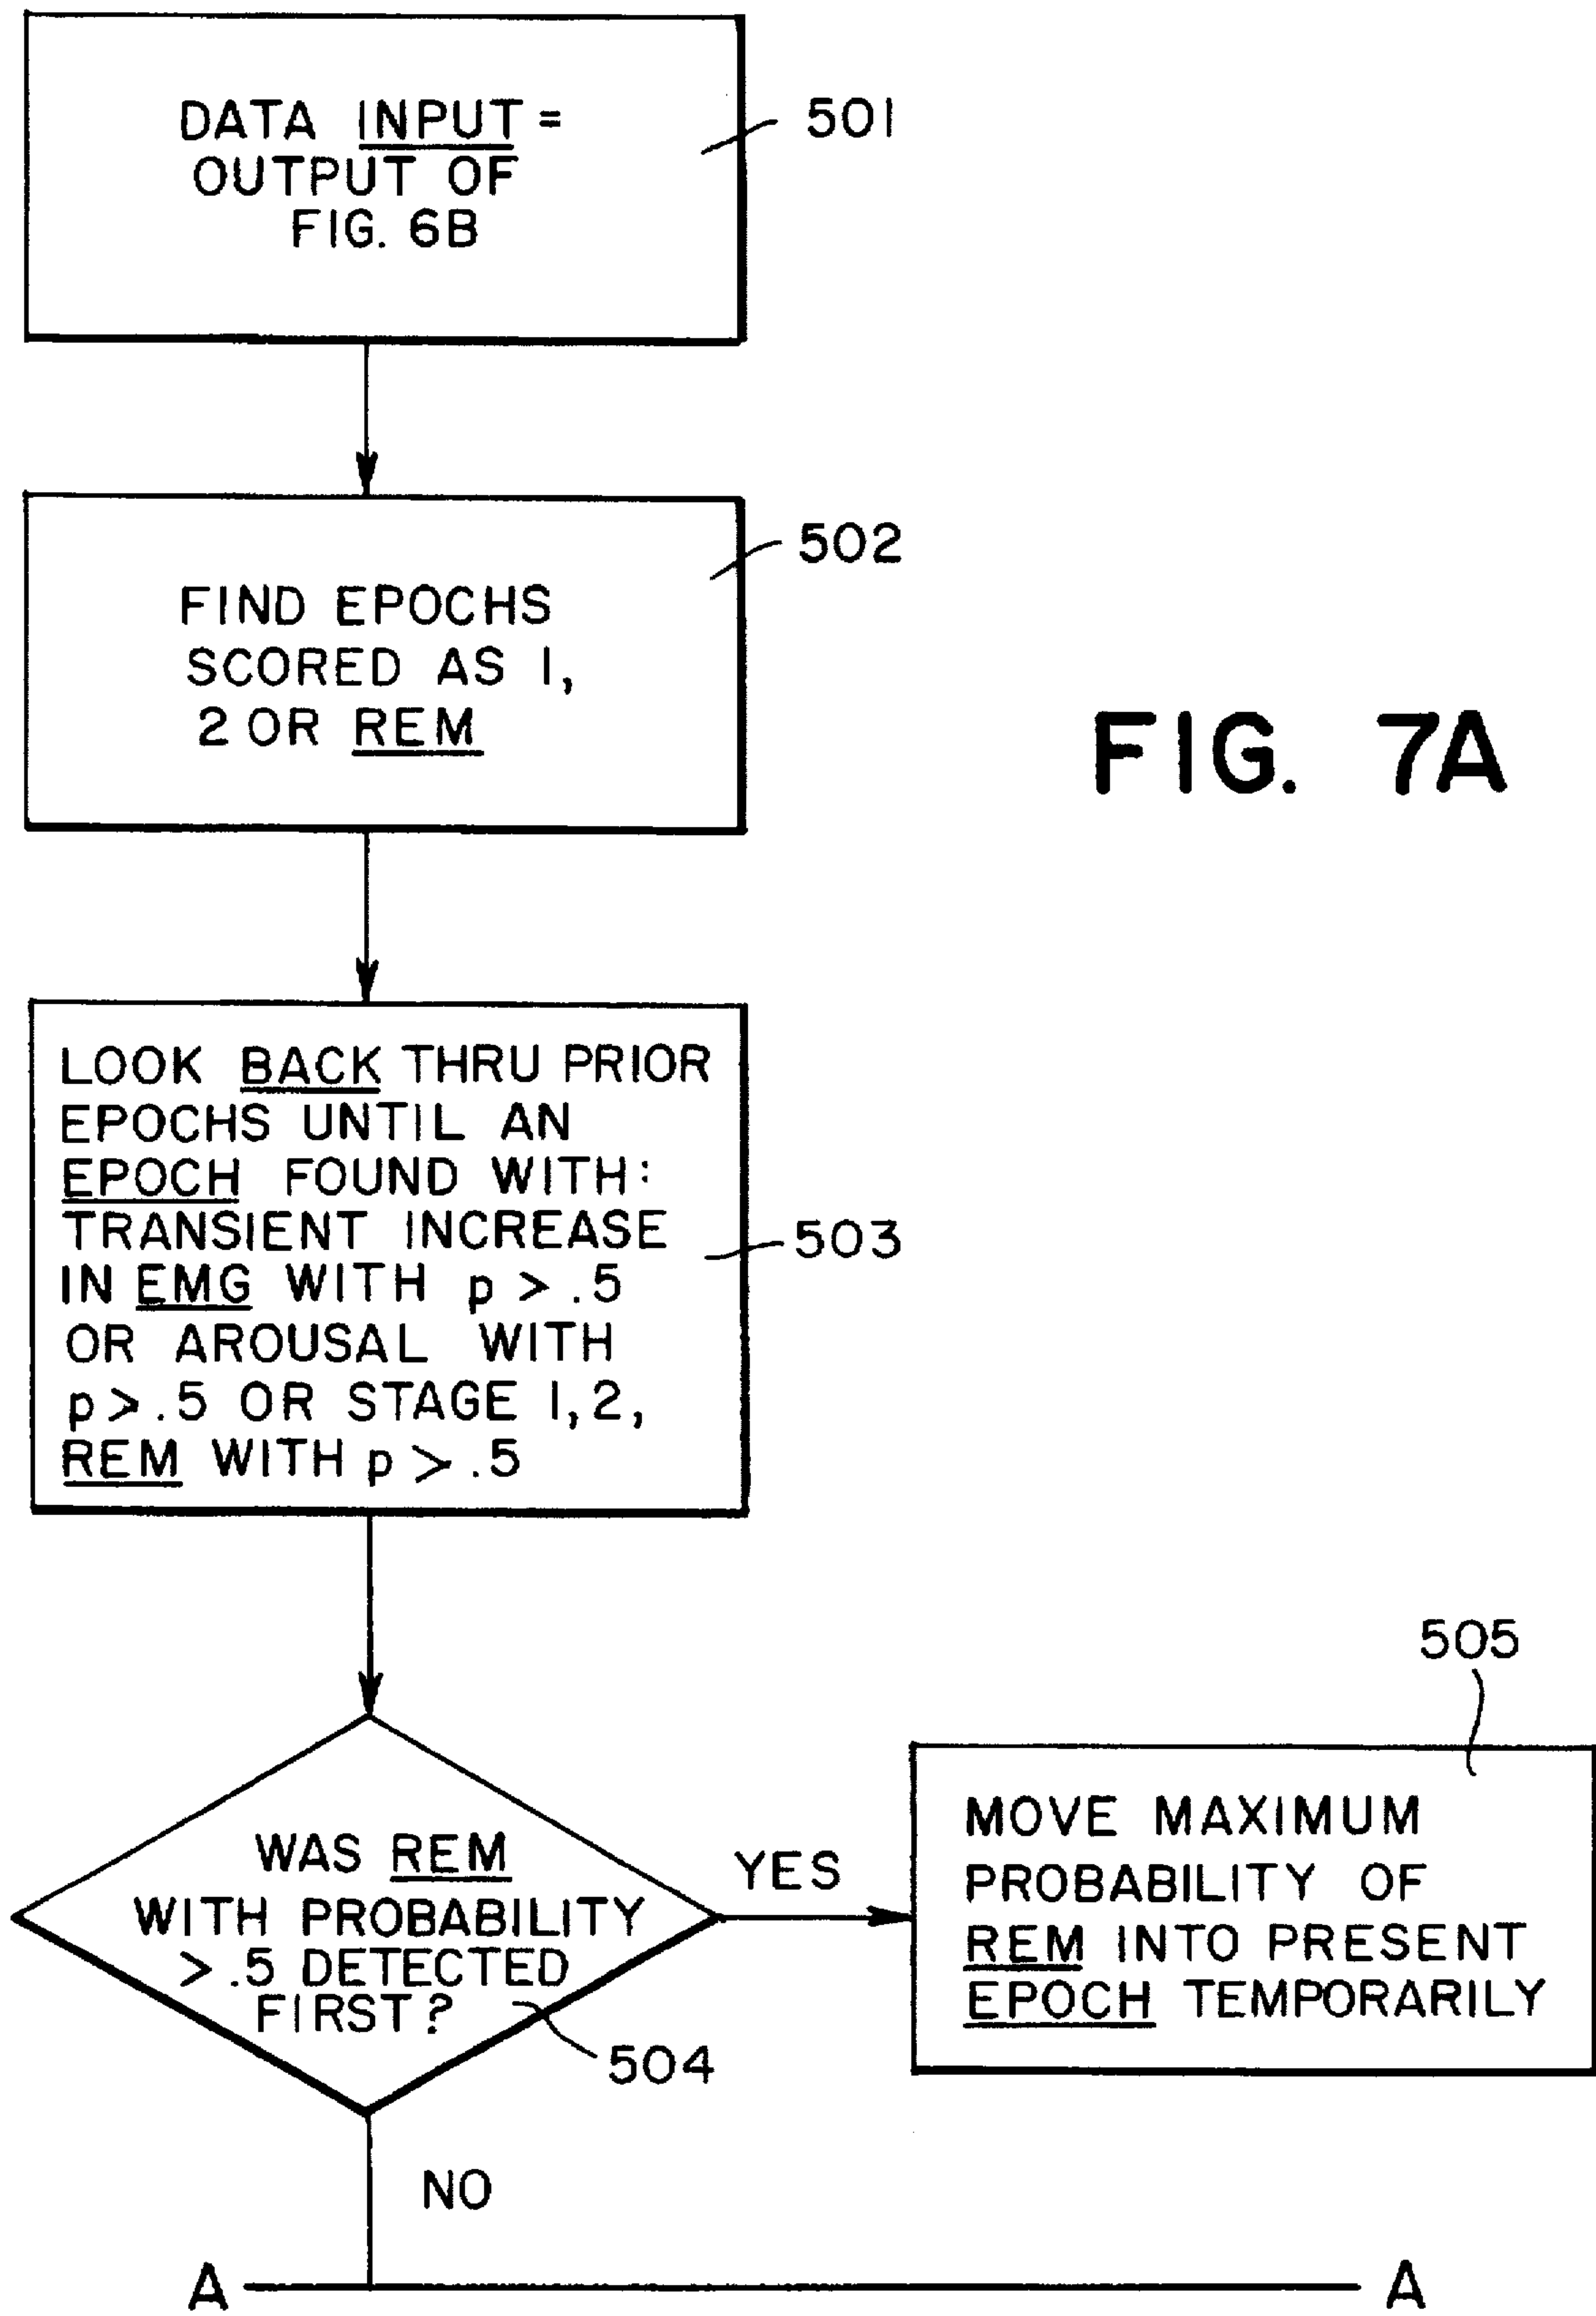 DATA INPUT =
OUTPUT OF
FIG. 6B
501
FIND EPOCHS
SCORED AS 1,
2 OR REM
502
FIG. 7A
LOOK BACK THRU PRIOR
EPOCHS UNTIL AN
EPOCH FOUND WITH:
TRANSIENT INCREASE
IN EMG WITH p > .5
OR AROUSAL WITH
p > .5 OR STAGE 1, 2,
REM WITH p > .5
503
WAS REM
WITH PROBABILITY
> .5 DETECTED
FIRST?
504
YES
505
MOVE MAXIMUM
PROBABILITY OF
REM INTO PRESENT
EPOCH TEMPORARILY
NO
A A